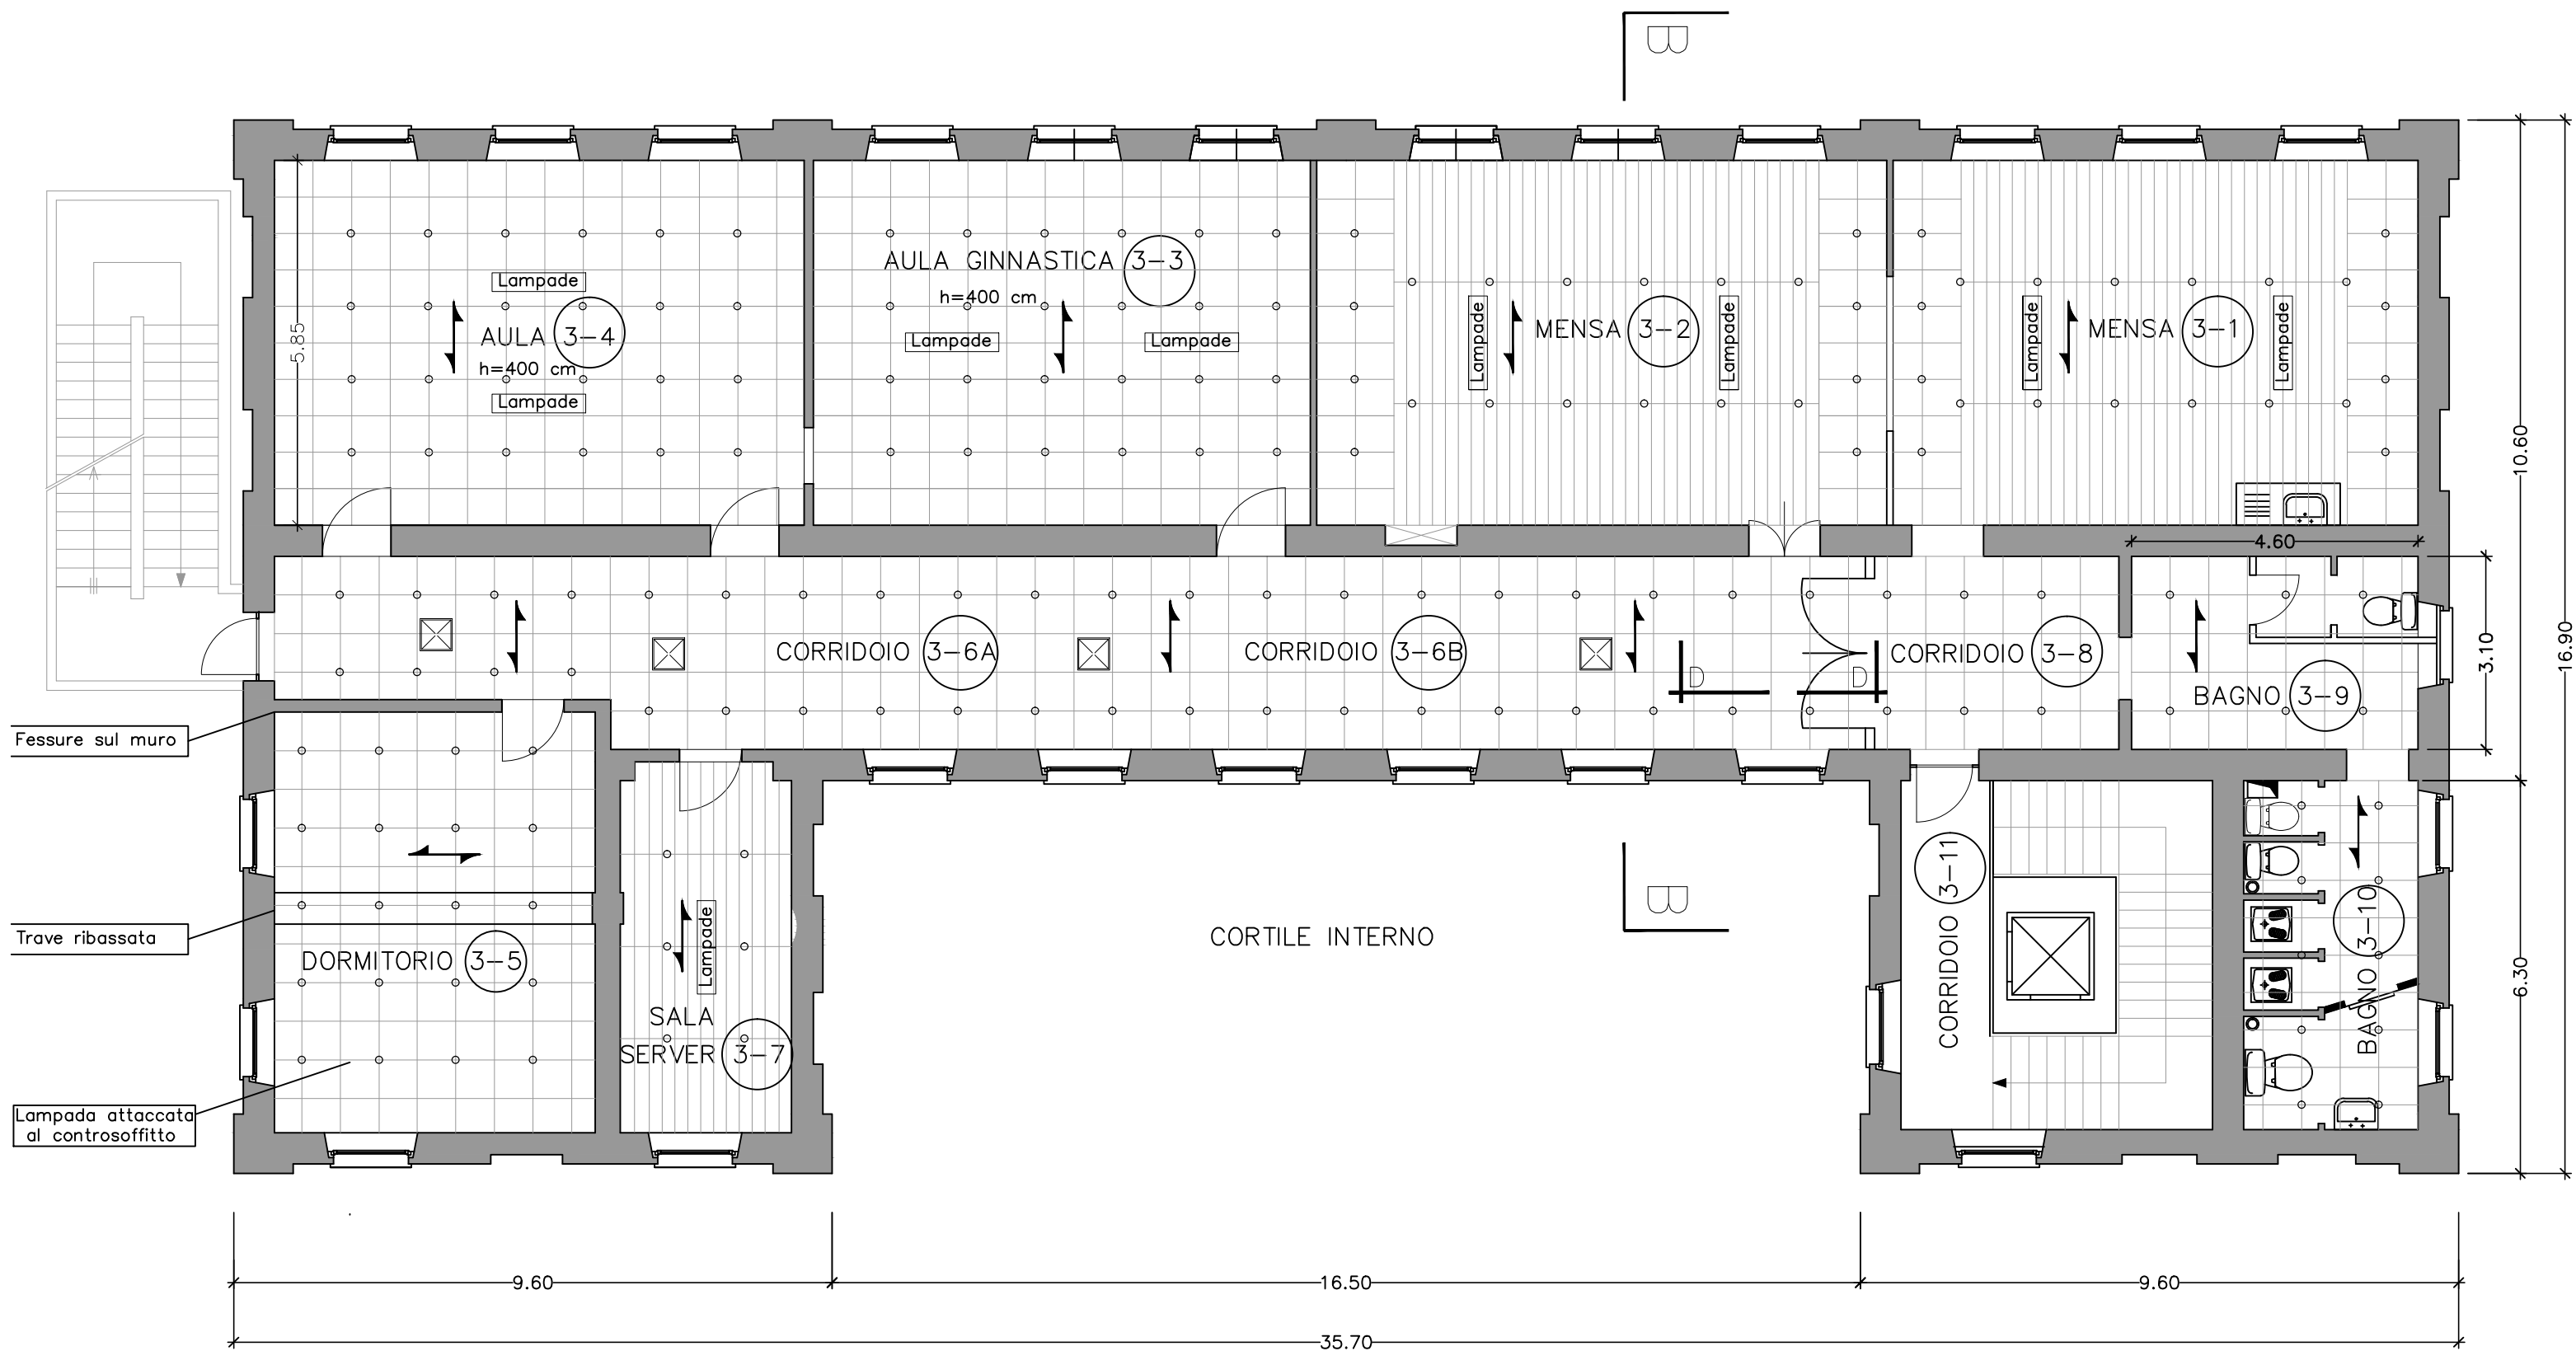 B
Lampade
AULA 3-4
h=400 cm
Lampade
5.85
AULA GINNASTICA 3-3
h=400 cm
Lampade
Lampade
Lampade
MENSA 3-2
Lampade
Lampade
MENSA 3-1
Lampade
10.60
16.90
4.60
3.10
CORRIDOIO 3-6A
CORRIDOIO 3-6B
D
D
CORRIDOIO 3-8
BAGNO 3-9
Fessure sul muro
Trave ribassata
DORMITORIO 3-5
Lampada attaccata
al controsoffitto
Lampade
SALA
SERVER 3-7
CORTILE INTERNO
B
CORRIDOIO 3-11
BAGNO 3-10
6.30
9.60
16.50
9.60
35.70